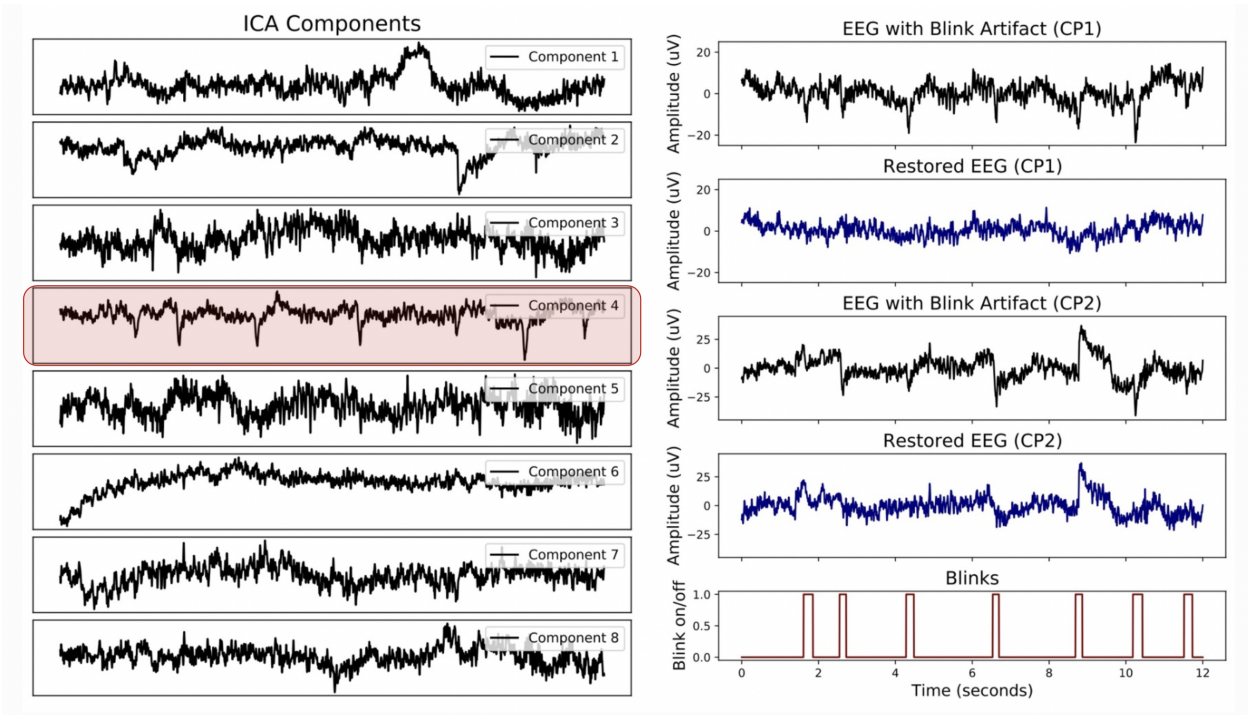 ICA Components
Component 1
Component 2
Component 3
Component 4
Component 5
Component 6
Component 7
Component 8
EEG with Blink Artifact (CP1)
Amplitude (uV)
20
0
−20
Restored EEG (CP1)
Amplitude (uV)
20
0
−20
EEG with Blink Artifact (CP2)
Amplitude (uV)
25
0
−25
Restored EEG (CP2)
Amplitude (uV)
25
0
−25
Blinks
Blink on/off
1.0
0.5
0.0
0 2 4 6 8 10 12
Time (seconds)